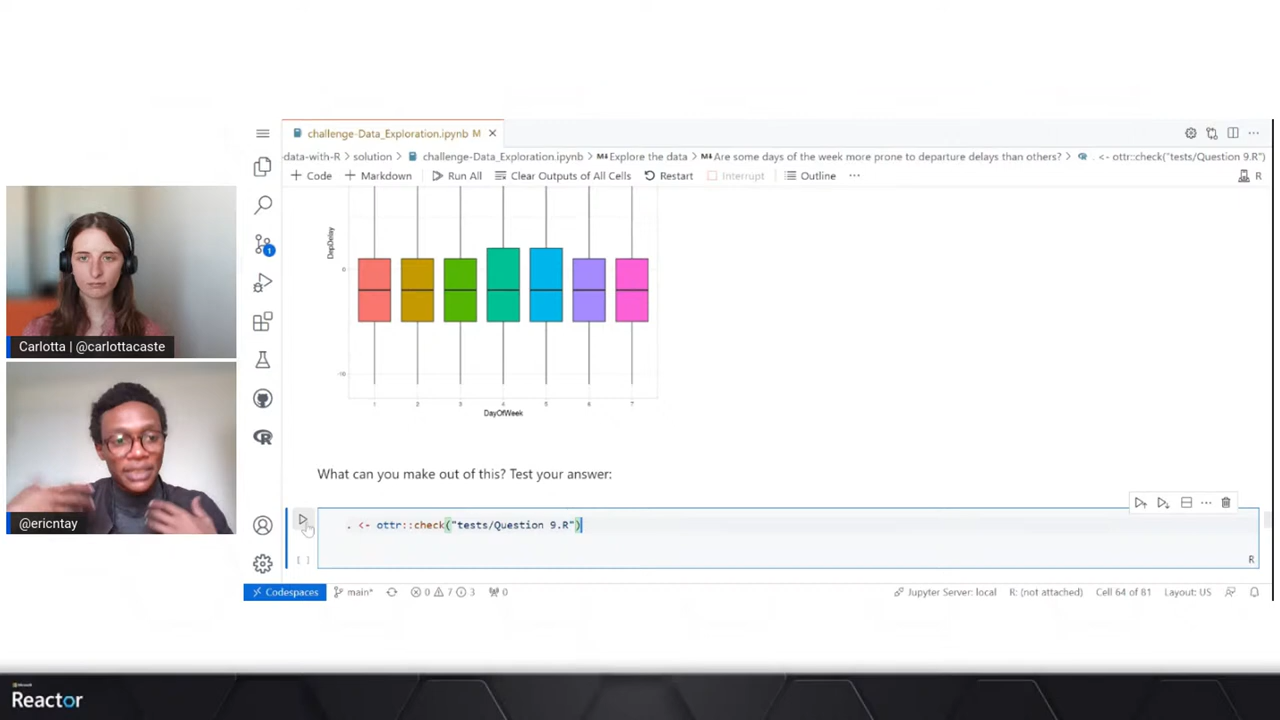 challenge-Data_Exploration.ipynb M
data-with-R > solution > challenge-Data_Exploration.ipynb > M↓ Explore the data > M↓ Are some days of the week more prone to departure delays than others? > . <- ottr::check("tests/Question 9.R")
+ Code + Markdown Run All Clear Outputs of All Cells Restart Interrupt Outline ... R
DepDelay
0
-10
1 2 3 4 5 6 7
DayOfWeek
1
Carlotta | @carlottacaste
What can you make out of this? Test your answer:
. <- ottr::check("tests/Question 9.R")
[ ]
R
@ericntay
Codespaces main* 0 7 3 0 Jupyter Server: local R: (not attached) Cell 64 of 81 Layout: US
Reactor